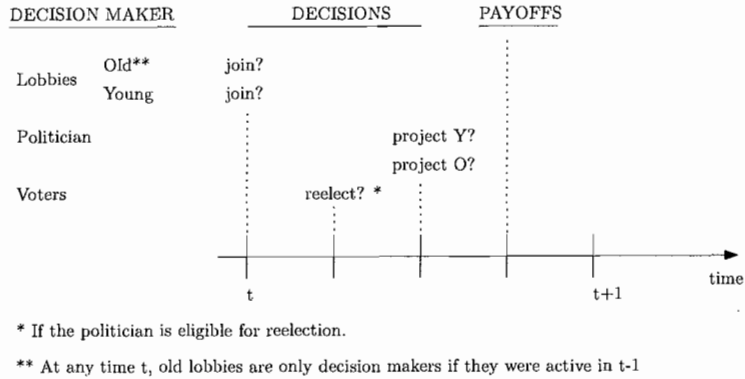 DECISION MAKER DECISIONS PAYOFFS
Lobbies Old** join?
Young join?
Politician project Y?
project O?
Voters reelect? *
t t+1 time
* If the politician is eligible for reelection.
** At any time t, old lobbies are only decision makers if they were active in t-1